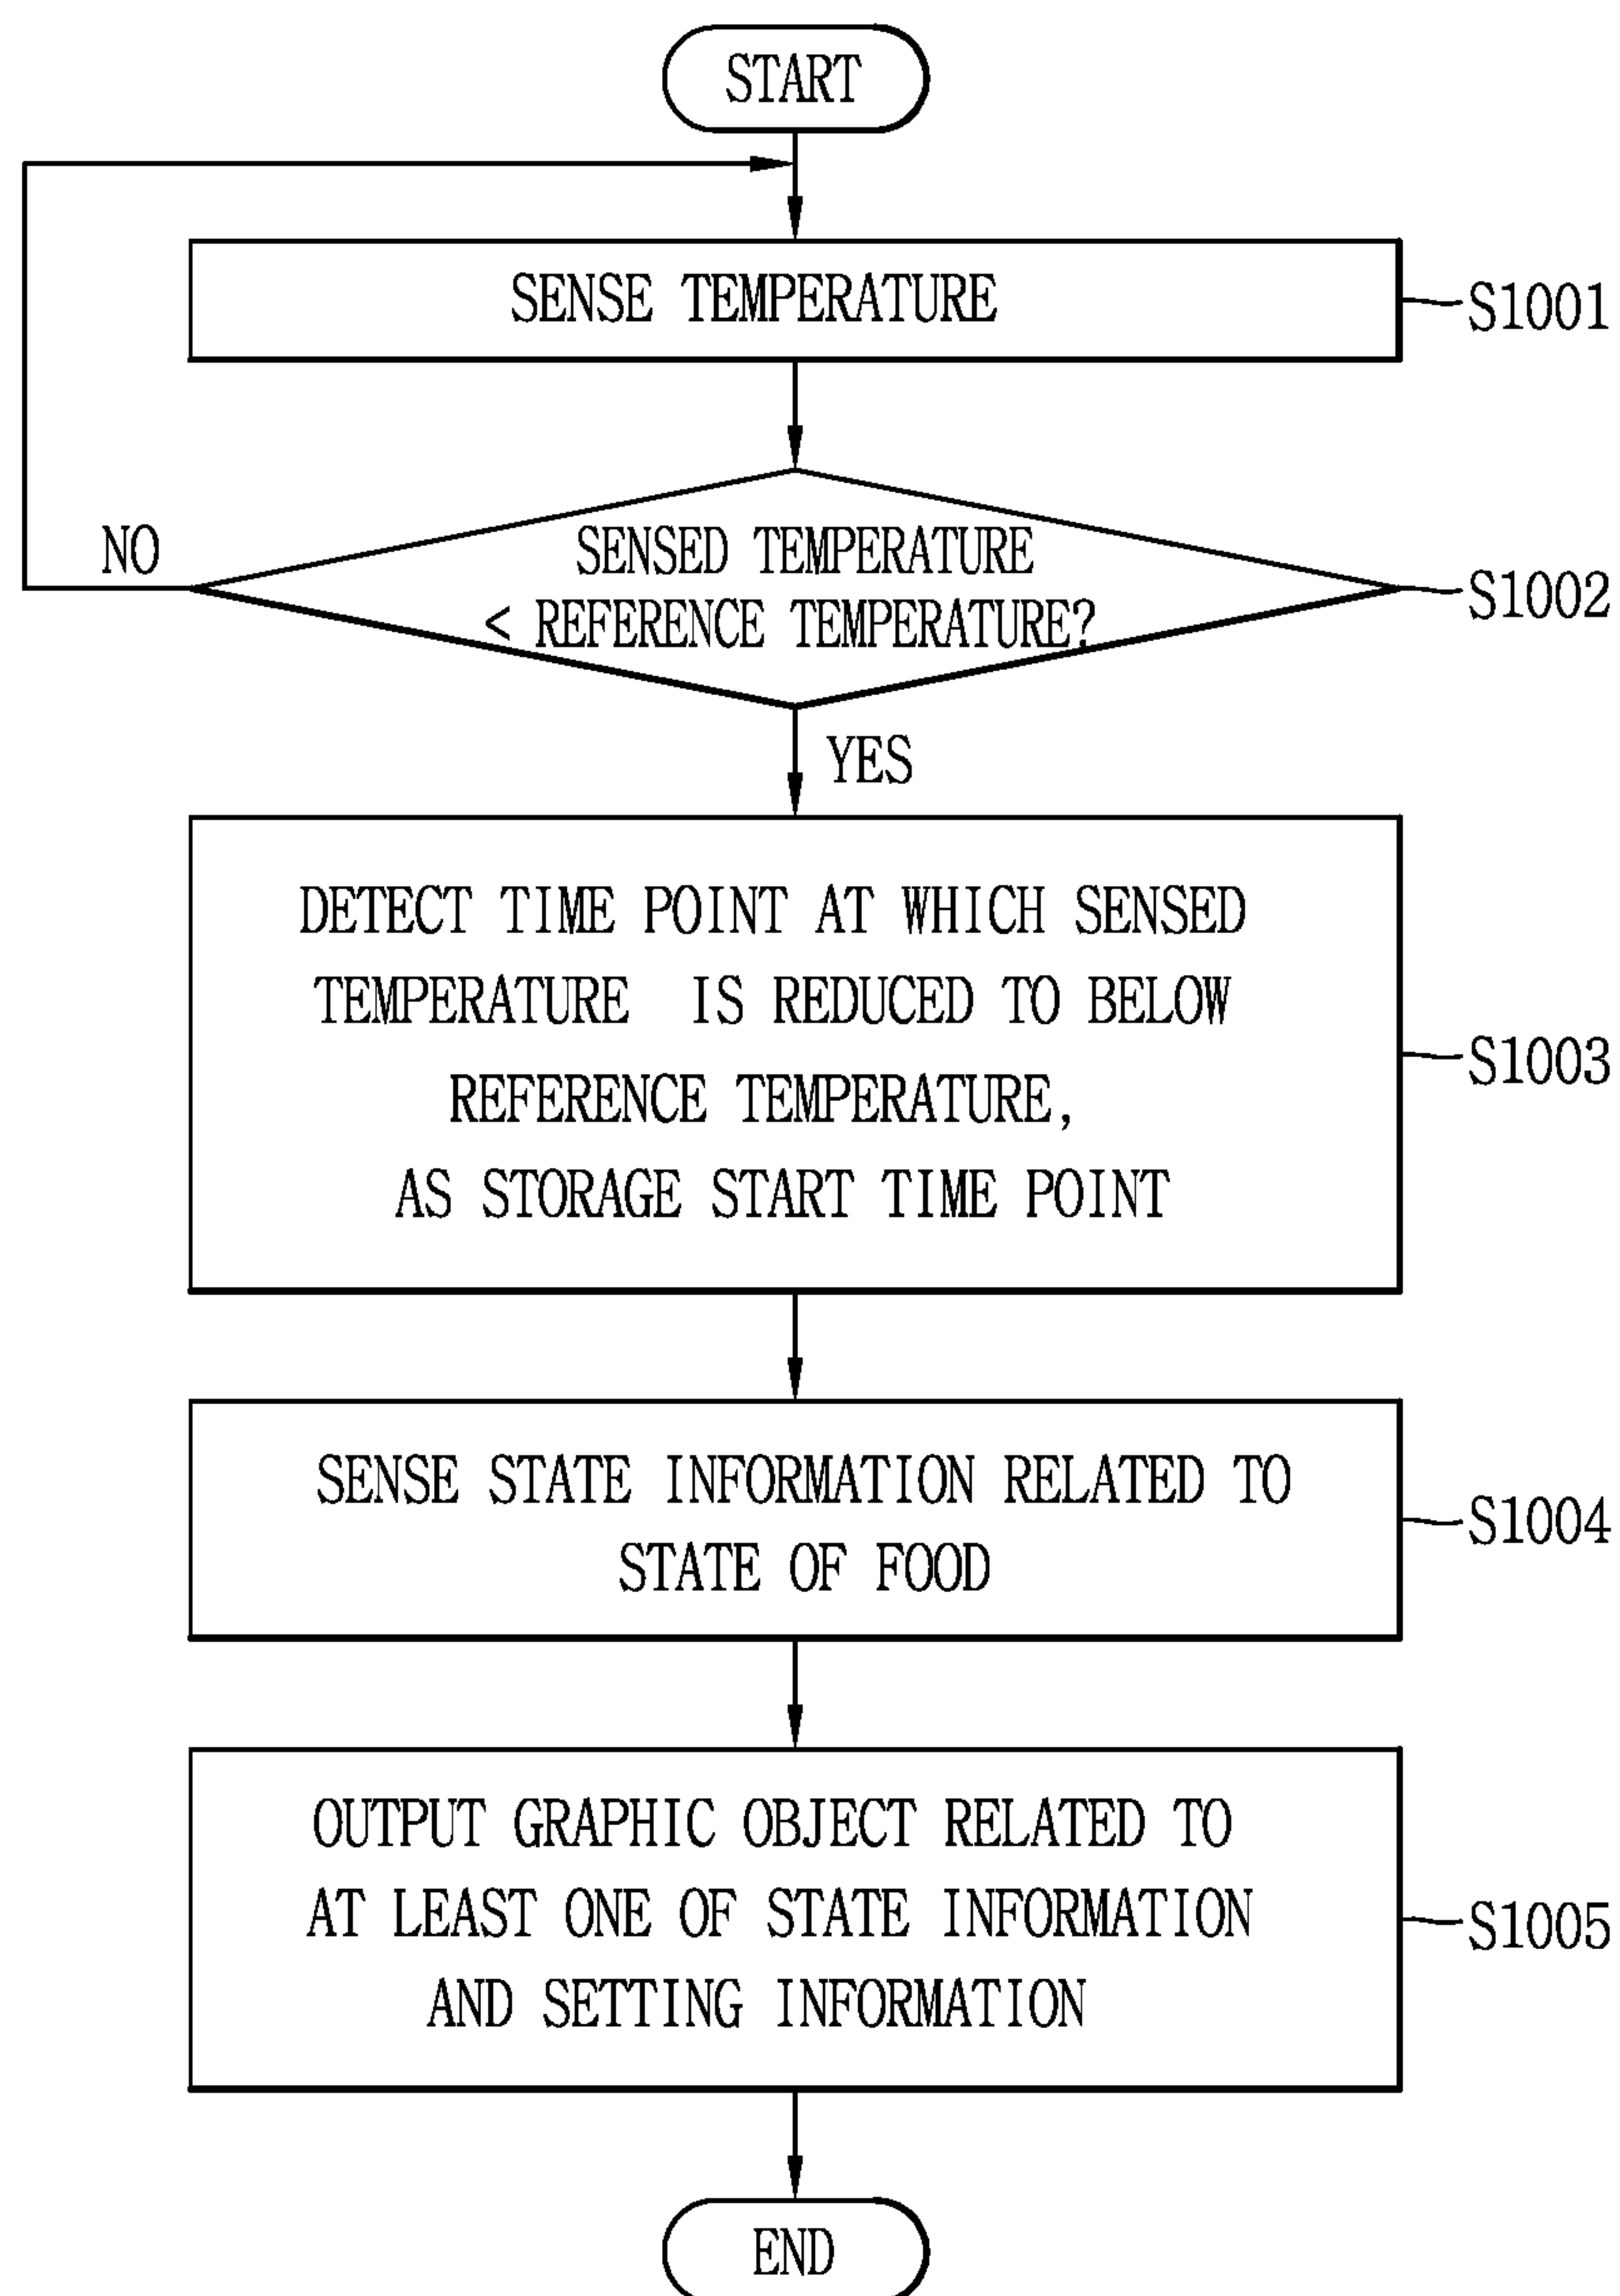 START
SENSE TEMPERATURE
S1001
NO
SENSED TEMPERATURE
< REFERENCE TEMPERATURE?
S1002
YES
DETECT TIME POINT AT WHICH SENSED
TEMPERATURE IS REDUCED TO BELOW
REFERENCE TEMPERATURE,
AS STORAGE START TIME POINT
S1003
SENSE STATE INFORMATION RELATED TO
STATE OF FOOD
S1004
OUTPUT GRAPHIC OBJECT RELATED TO
AT LEAST ONE OF STATE INFORMATION
AND SETTING INFORMATION
S1005
END